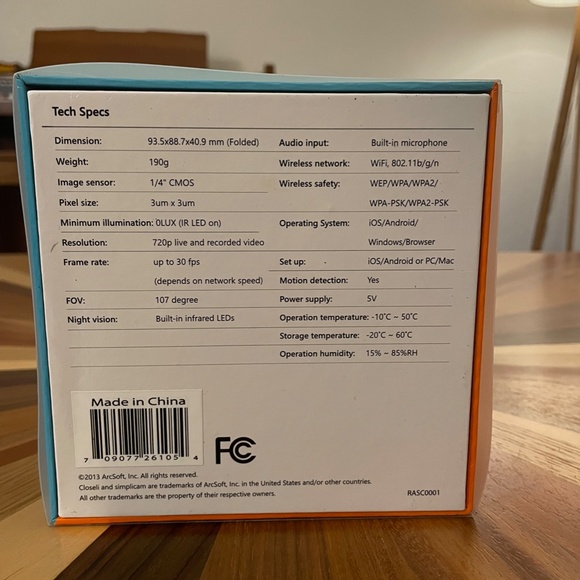 Tech Specs
Dimension: 93.5x88.7x40.9 mm (Folded)
Weight: 190g
Image sensor: 1/4" CMOS
Pixel size: 3um x 3um
Minimum illumination: 0LUX (IR LED on)
Resolution: 720p live and recorded video
Frame rate: up to 30 fps
(depends on network speed)
FOV: 107 degree
Night vision: Built-in infrared LEDs
Audio input: Built-in microphone
Wireless network: WiFi, 802.11b/g/n
Wireless safety: WEP/WPA/WPA2/
WPA-PSK/WPA2-PSK
Operating System: iOS/Android/
Windows/Browser
Set up: iOS/Android or PC/Mac
Motion detection: Yes
Power supply: 5V
Operation temperature: -10˚C ~ 50˚C
Storage temperature: -20˚C ~ 60˚C
Operation humidity: 15% ~ 85%RH
Made in China
7 09077 26105 4
FC
©2013 ArcSoft, Inc. All rights reserved.
Closeli and simplicam are trademarks of ArcSoft, Inc. in the United States and/or other countries.
All other trademarks are the property of their respective owners.
RASC0001